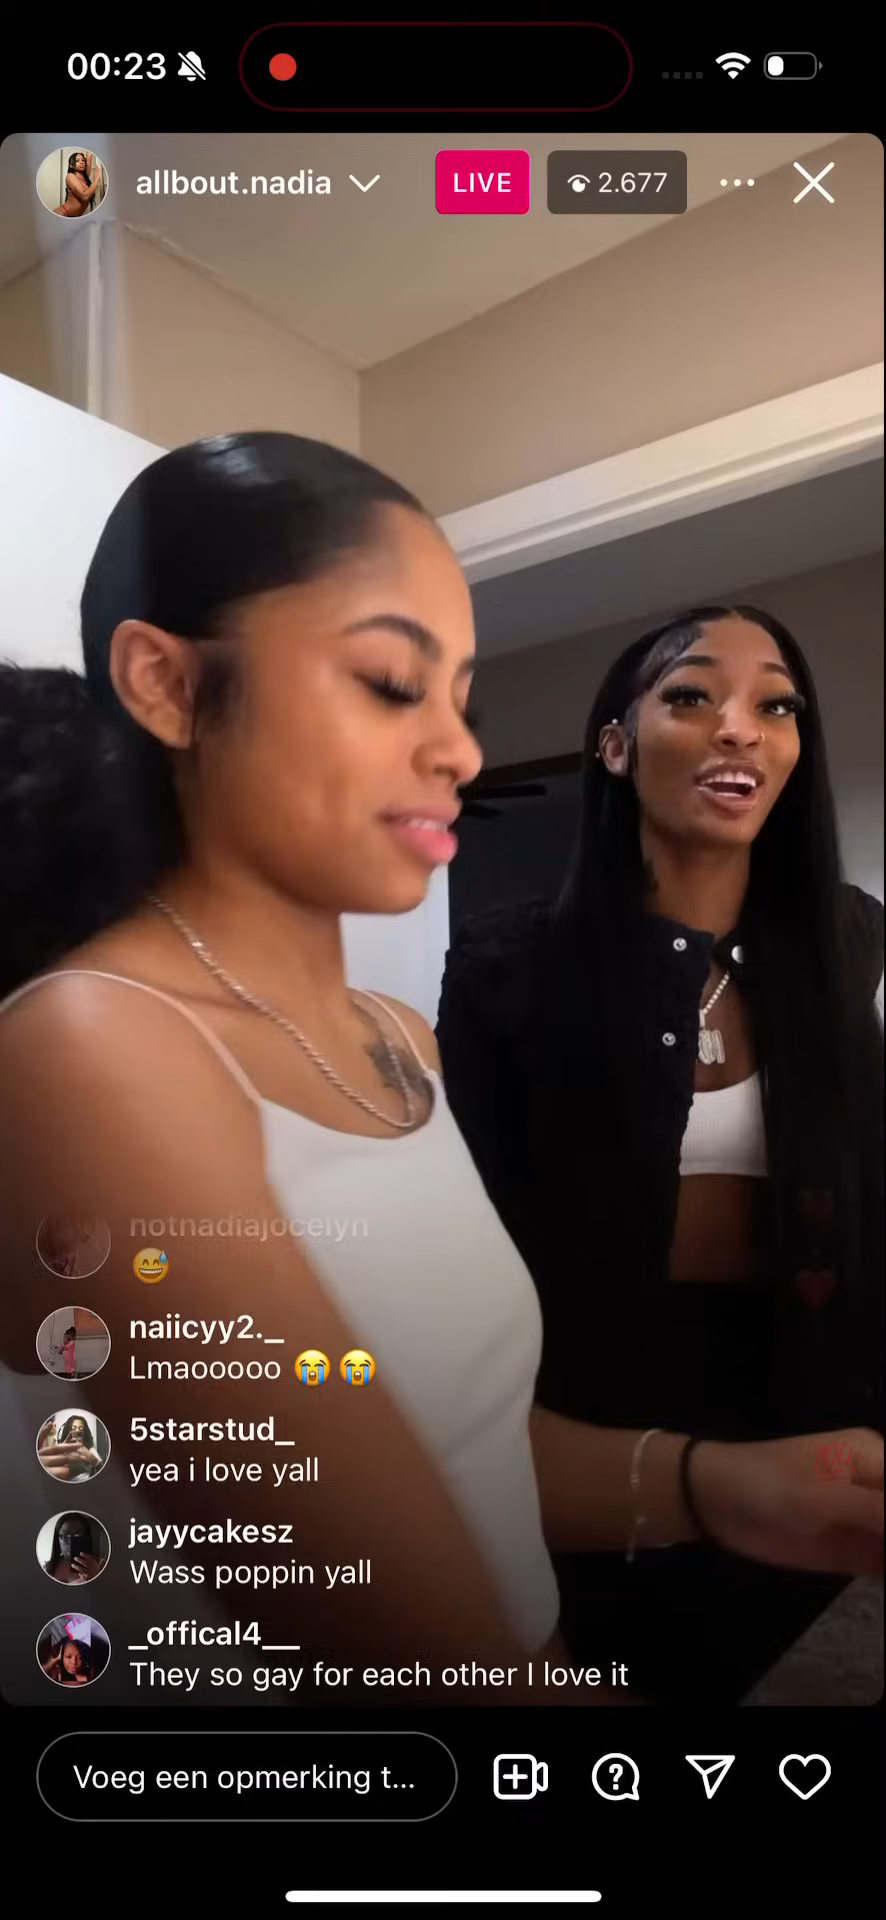 00:23
allbout.nadia
LIVE
2.677
notnadiajocelyn
😅
naiicyy2._
Lmaooooo 😭 😭
5starstud_
yea i love yall
jayycakesz
Wass poppin yall
_offical4__
They so gay for each other I love it
Voeg een opmerking t...